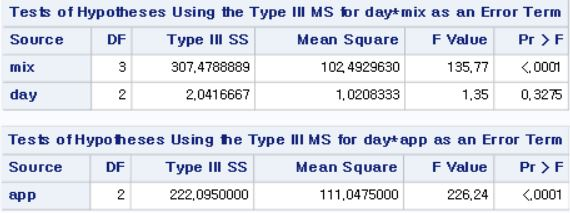 Tests of Hypotheses Using the Type III MS for day*mix as an Error Term
Source DF Type III SS Mean Square F Value Pr > F
mix 3 307,4788889 102,4929630 135,77 <,0001
day 2 2,0416667 1,0208333 1,35 0,3275
Tests of Hypotheses Using the Type III MS for day*app as an Error Term
Source DF Type III SS Mean Square F Value Pr > F
app 2 222,0950000 111,0475000 226,24 <,0001